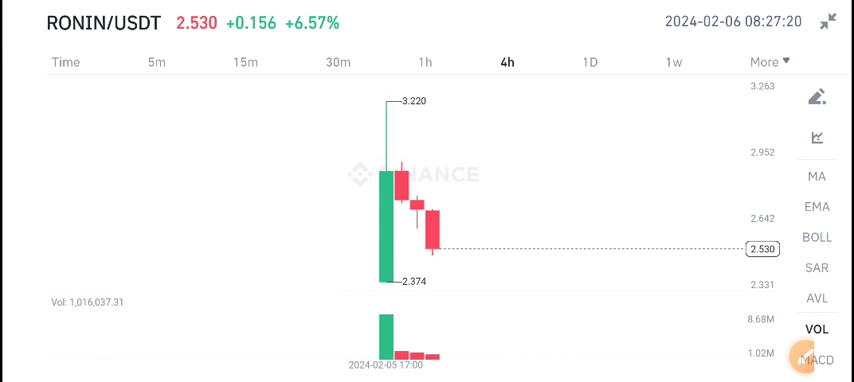 RONIN/USDT 2.530 +0.156 +6.57% 2024-02-06 08:27:20
Time 5m 15m 30m 1h 4h 1D 1w More
3.263
3.220
2.952
BINANCE
MA
EMA
2.642
BOLL
2.530
SAR
2.374
2.331
AVL
Vol: 1,016,037.31
8.68M
VOL
1.02M
MACD
2024-02-05 17:00